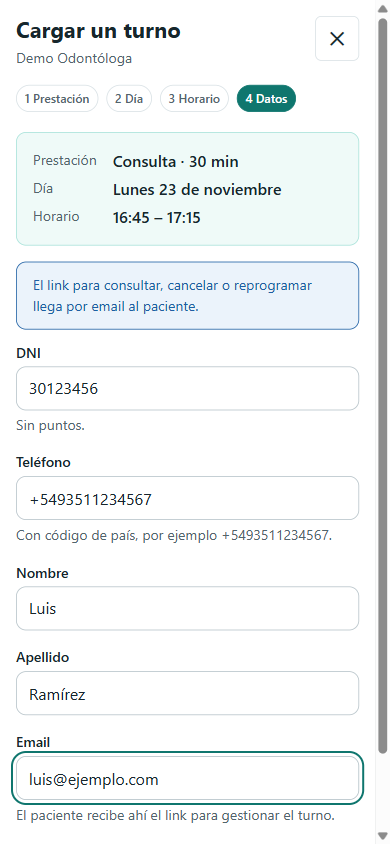 Cargar un turno
Demo Odontóloga
1 Prestación 2 Día 3 Horario 4 Datos
Prestación Consulta · 30 min
Día Lunes 23 de noviembre
Horario 16:45 – 17:15
El link para consultar, cancelar o reprogramar
llega por email al paciente.
DNI
30123456
Sin puntos.
Teléfono
+5493511234567
Con código de país, por ejemplo +5493511234567.
Nombre
Luis
Apellido
Ramírez
Email
luis@ejemplo.com
El paciente recibe ahí el link para gestionar el turno.